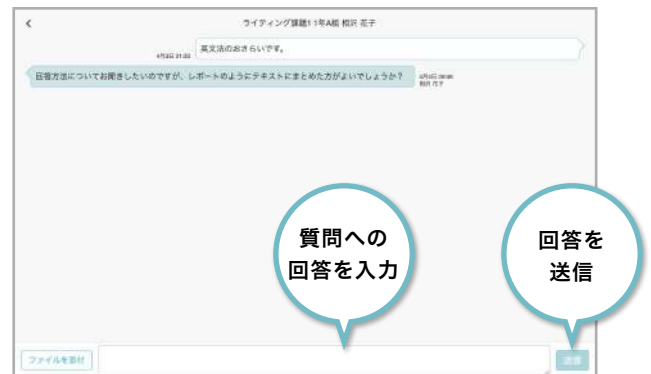 ライティング課題1 1年A組 相沢 花子
英文法のおさらいです。
回答方法についてお聞きしたいのですが、レポートのようにテキストにまとめた方がよいでしょうか?
相沢 花子
質問への
回答を入力
回答を
送信
ファイルを添付
送信